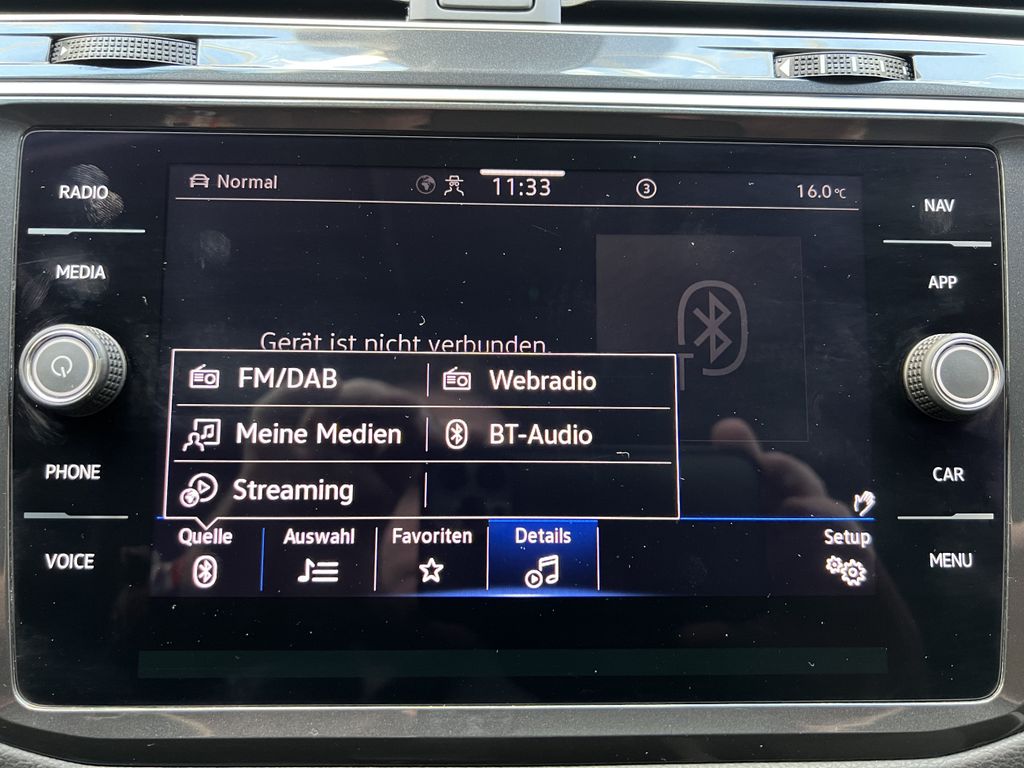 RADIO
MEDIA
PHONE
VOICE
Normal
11:33
3
16.0°C
Gerät ist nicht verbunden.
FM/DAB
Webradio
Meine Medien
BT-Audio
Streaming
Quelle
Auswahl
Favoriten
Details
Setup
NAV
APP
CAR
MENU